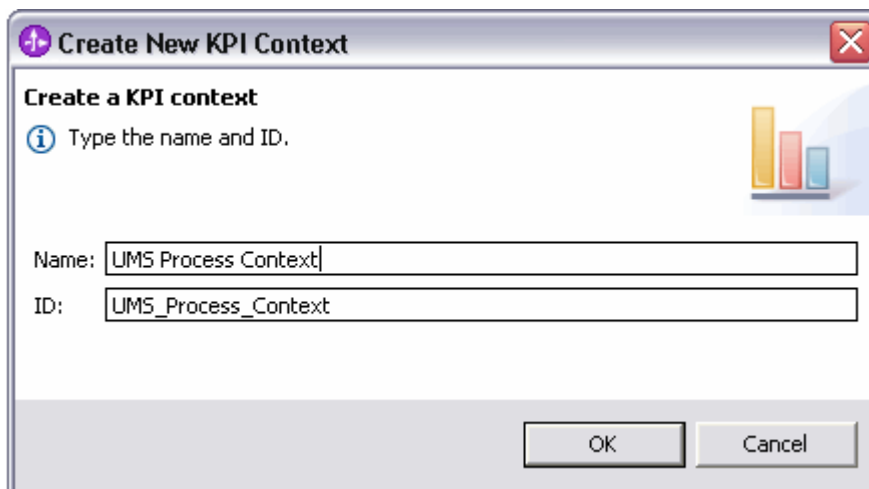 Create New KPI Context
Create a KPI context
Type the name and ID.
Name: UMS Process Context
ID: UMS_Process_Context
OK Cancel